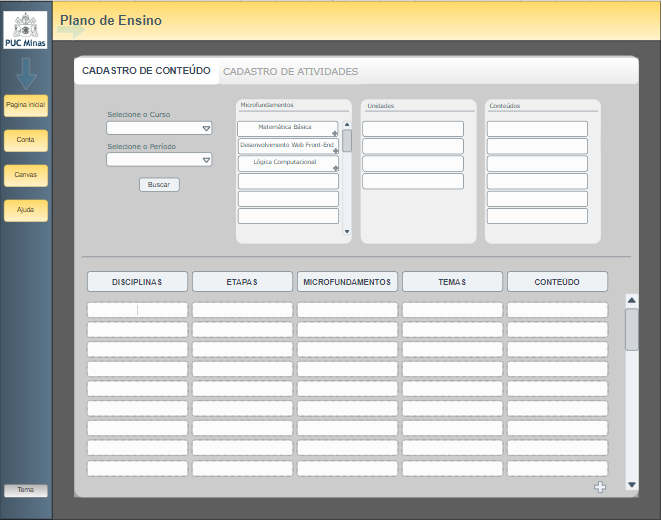 Plano de Ensino
PUC Minas
Pagina inicial
Conta
Canvas
Ajuda
Tema
CADASTRO DE CONTEÚDO
CADASTRO DE ATIVIDADES
Selecione o Curso
Selecione o Período
Buscar
Microfundamentos
Matemática Básica
Desenvolvimento Web Front-End
Lógica Computacional
Unidades
Conteúdos
DISCIPLINAS
ETAPAS
MICROFUNDAMENTOS
TEMAS
CONTEÚDO